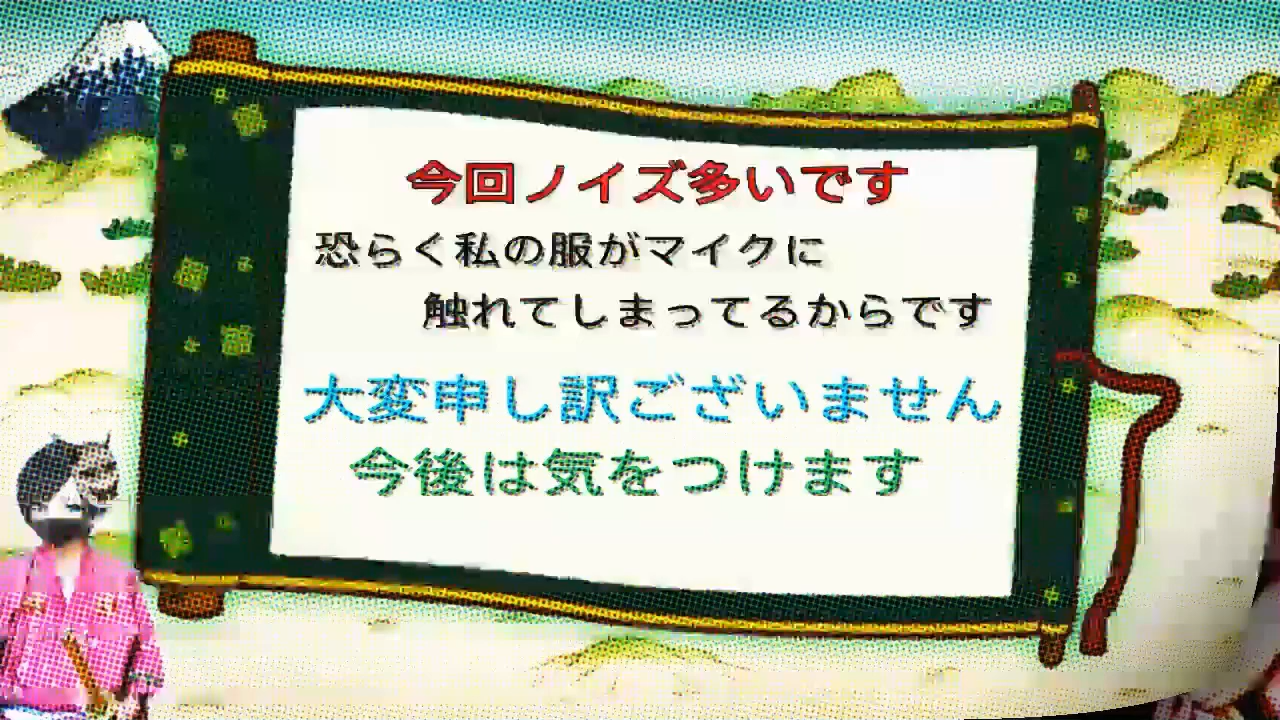 今回ノイズ多いです
恐らく私の服がマイクに
触れてしまってるからです
大変申し訳ございません
今後は気をつけます